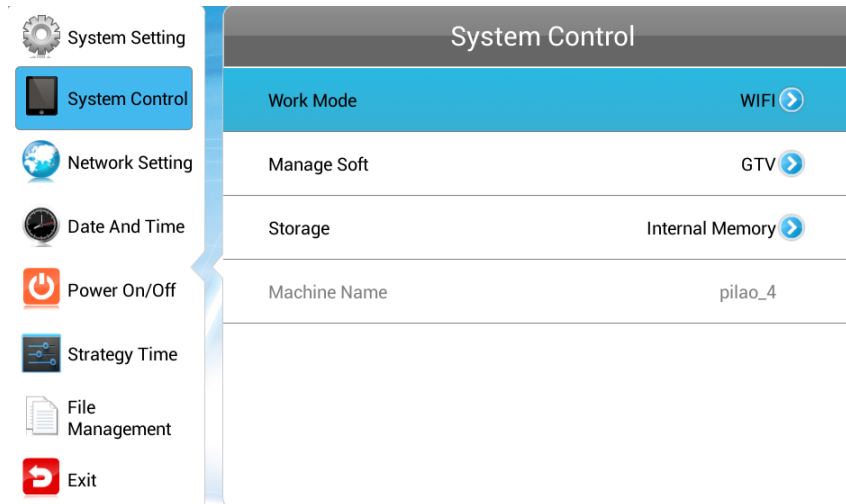 System Setting
System Control
Network Setting
Date And Time
Power On/Off
Strategy Time
File
Management
Exit
System Control
Work Mode WIFI
Manage Soft GTV
Storage Internal Memory
Machine Name pilao_4